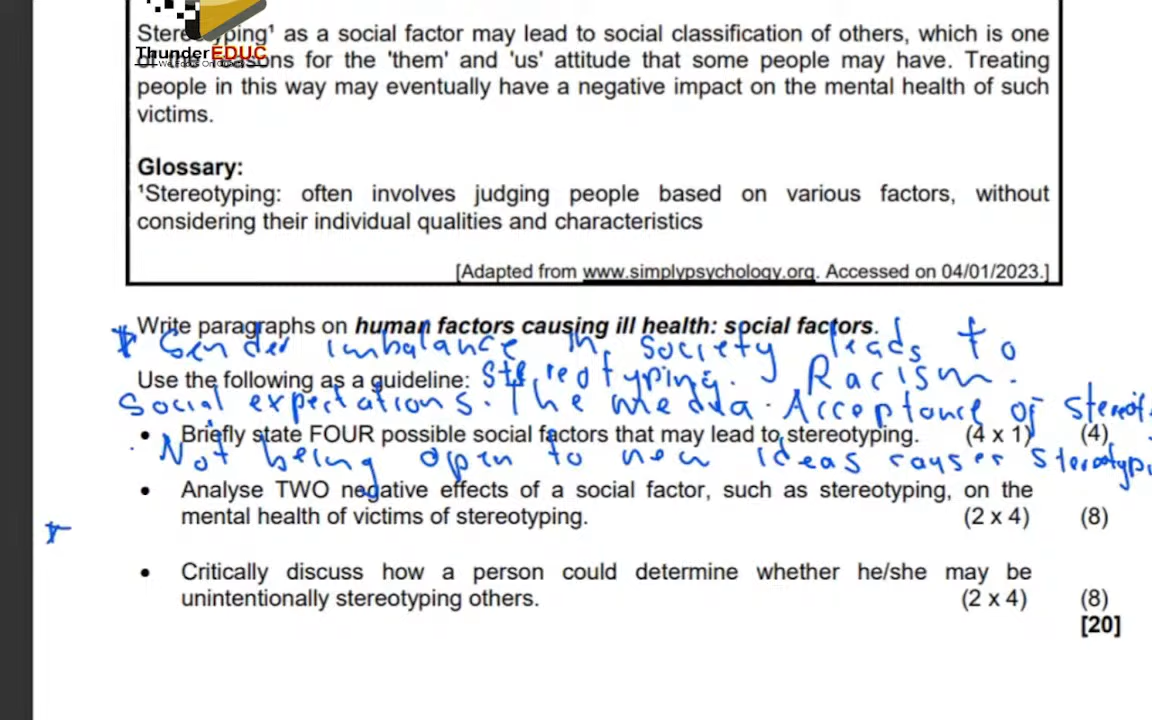 Stereotyping¹ as a social factor may lead to social classification of others, which is one
ThunderEDUC
of the reasons for the 'them' and 'us' attitude that some people may have. Treating
people in this way may eventually have a negative impact on the mental health of such
victims.
Glossary:
¹Stereotyping: often involves judging people based on various factors, without
considering their individual qualities and characteristics
[Adapted from www.simplypsychology.org. Accessed on 04/01/2023.]
Write paragraphs on human factors causing ill health: social factors.
* Gender imbalance in society leads to
Use the following as a guideline: stereotyping. Racism.
Social expectations. The media. Acceptance of stereot
• Briefly state FOUR possible social factors that may lead to stereotyping. (4 x 1) (4)
. Not being open to new ideas causes stereotypi
• Analyse TWO negative effects of a social factor, such as stereotyping, on the
mental health of victims of stereotyping. (2 x 4) (8)
• Critically discuss how a person could determine whether he/she may be
unintentionally stereotyping others. (2 x 4) (8)
[20]